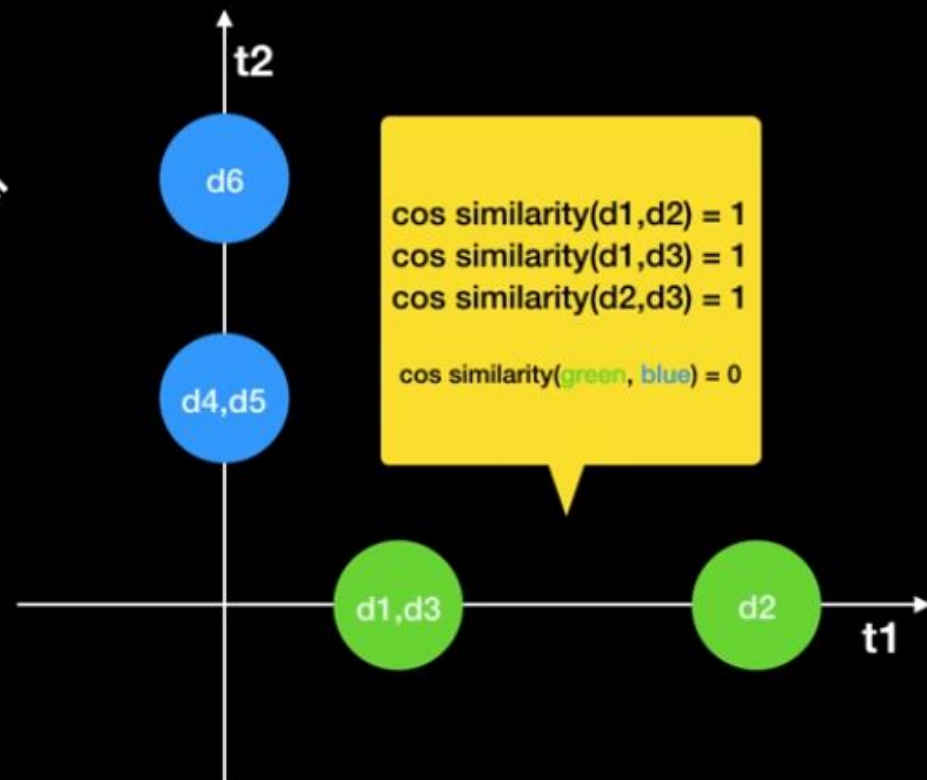 t2
d6
cos similarity(d1,d2) = 1
cos similarity(d1,d3) = 1
cos similarity(d2,d3) = 1
cos similarity(green, blue) = 0
d4,d5
d1,d3
d2
t1